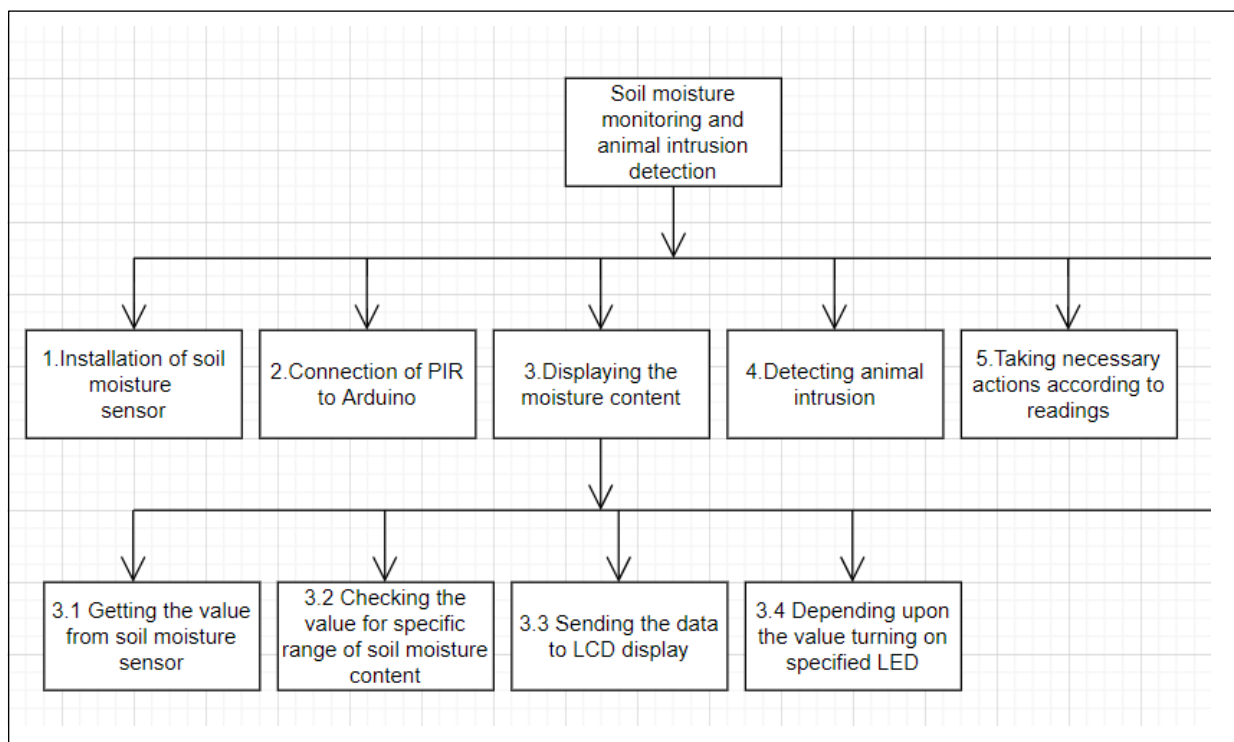 Soil moisture
monitoring and
animal intrusion
detection
1.Installation of soil
moisture
sensor
2.Connection of PIR
to Arduino
3.Displaying the
moisture content
4.Detecting animal
intrusion
5.Taking necessary
actions according to
readings
3.1 Getting the value
from soil moisture
sensor
3.2 Checking the
value for specific
range of soil moisture
content
3.3 Sending the data
to LCD display
3.4 Depending upon
the value turning on
specified LED